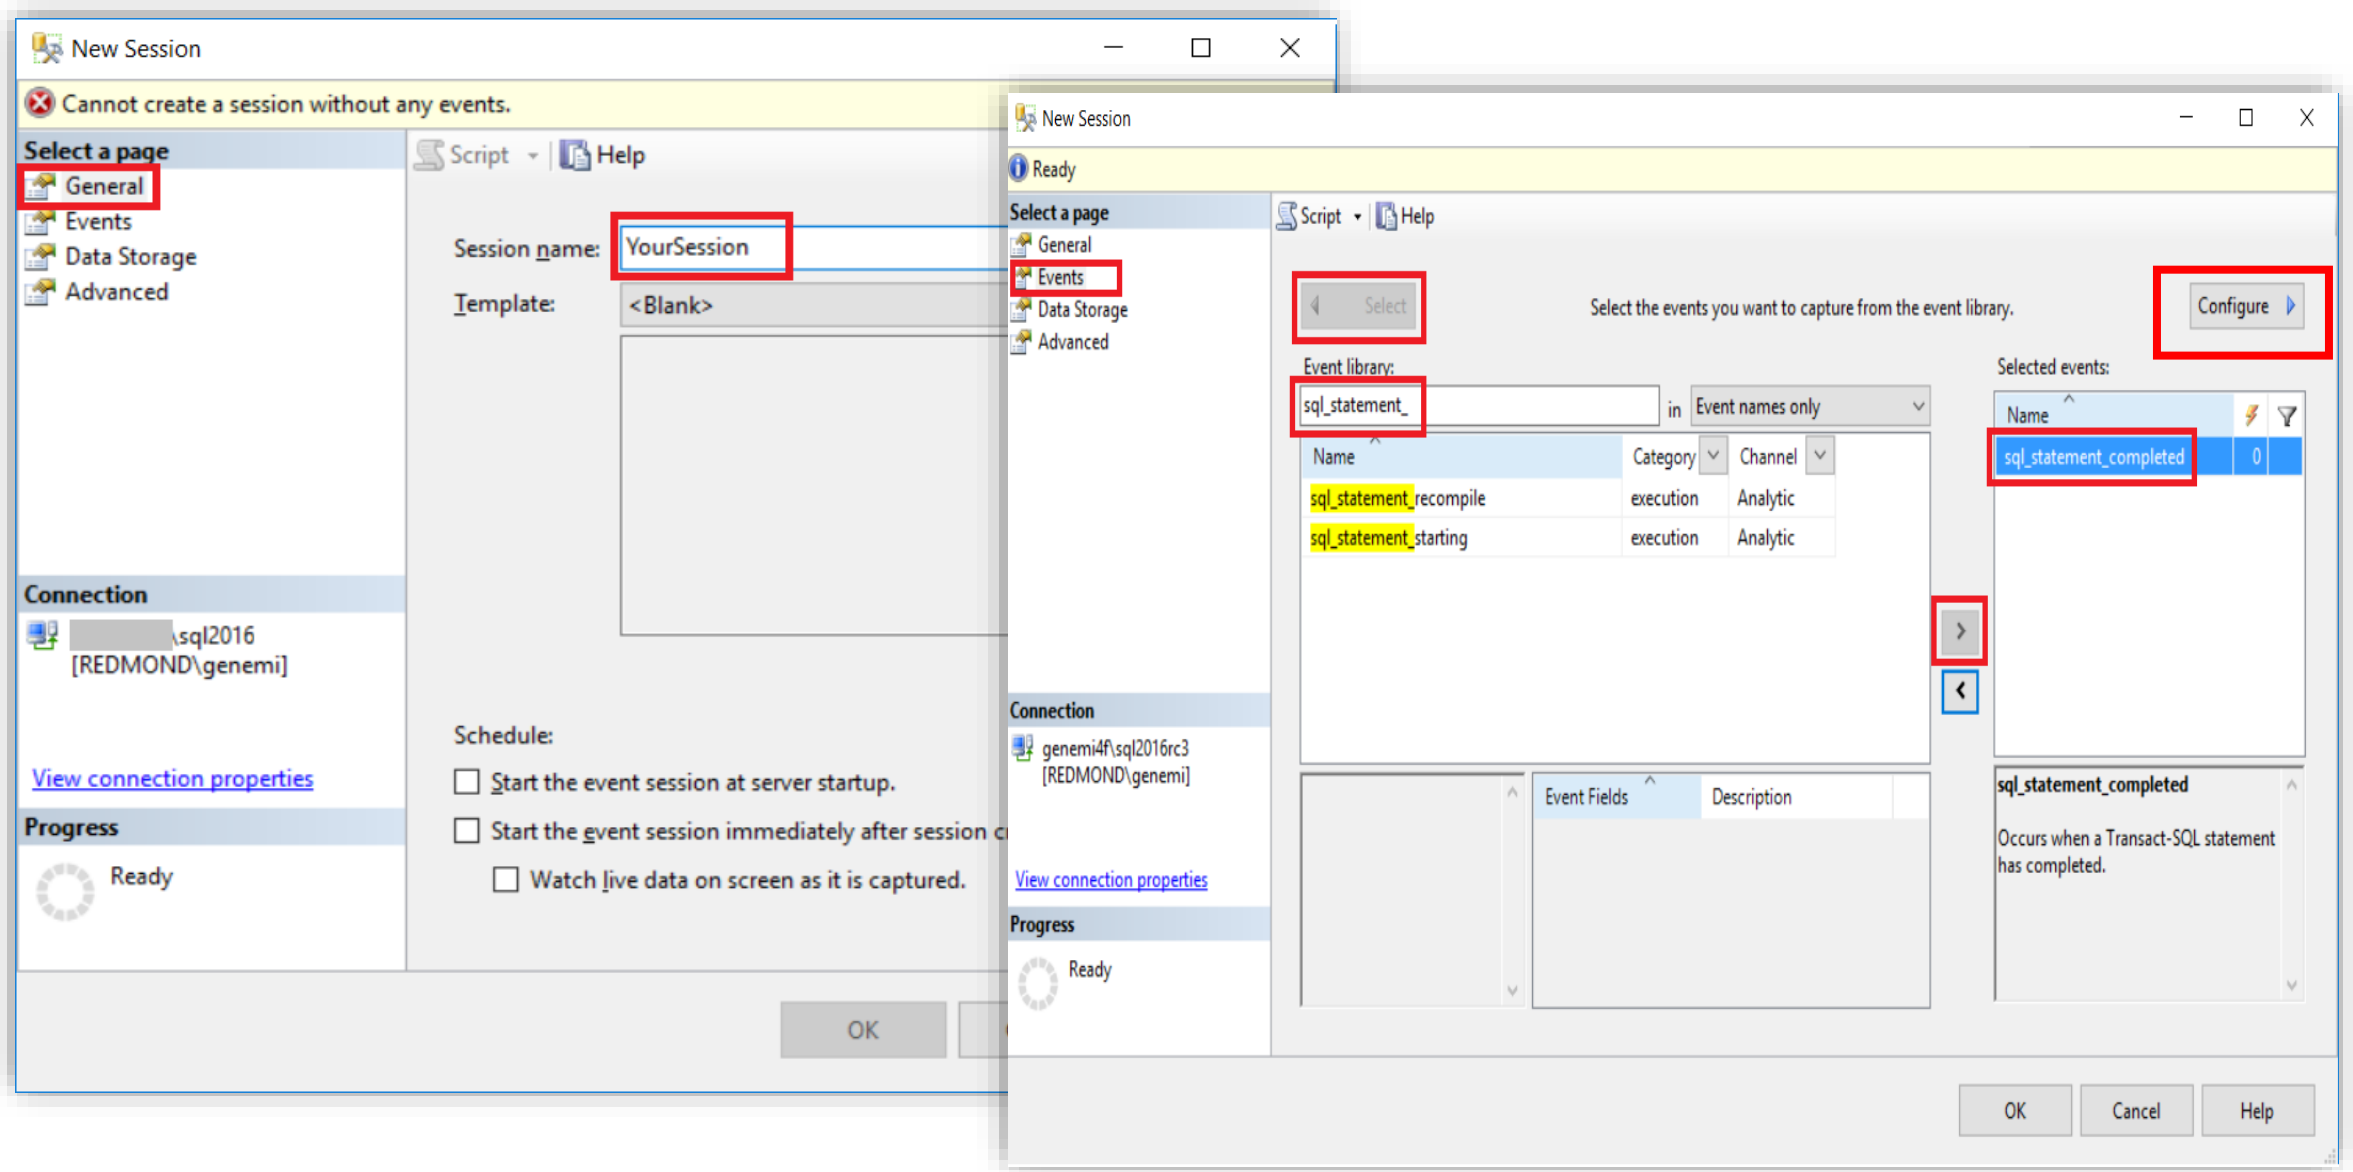 New Session
Cannot create a session without any events.
Select a page
General
Events
Data Storage
Advanced
Script
Help
Session name:
YourSession
Template:
<Blank>
Connection
\sql2016
[REDMOND\genemi]
View connection properties
Schedule:
Start the event session at server startup.
Start the event session immediately after session
Watch live data on screen as it is captured.
Progress
Ready
OK
New Session
Ready
Select a page
General
Events
Data Storage
Advanced
Script
Help
Select
Select the events you want to capture from the event library.
Configure
Event library:
sql_statement_
in
Event names only
Name
Category
Channel
sql_statement_recompile
execution
Analytic
sql_statement_starting
execution
Analytic
Selected events:
Name
sql_statement_completed
0
Connection
genemi4f\sql2016rc3
[REDMOND\genemi]
View connection properties
Event Fields
Description
sql_statement_completed
Occurs when a Transact-SQL statement
has completed.
Progress
Ready
OK
Cancel
Help